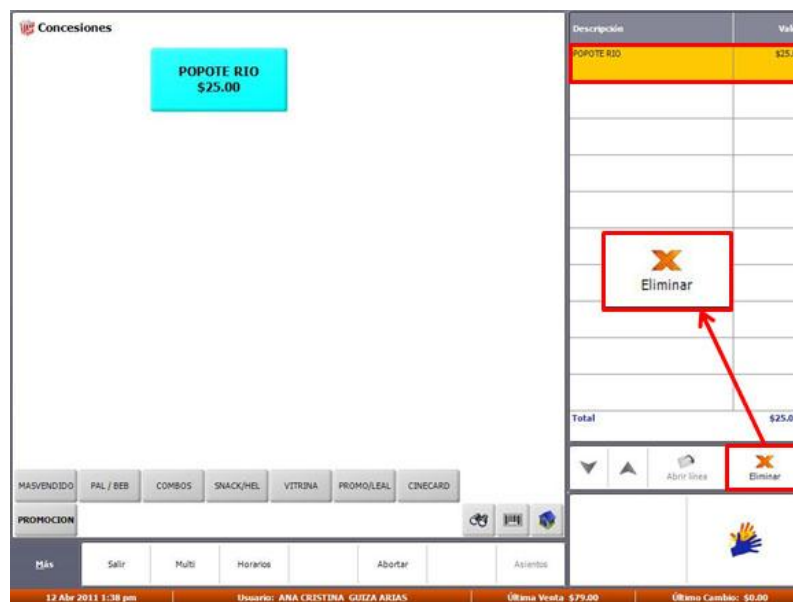 Concesiones
POPOTE RIO
$25.00
Descripción
POPOTE RIO
Eliminar
Total
Abrir línea
Eliminar
MASVENDIDO
PAL / BEB
COMBOS
SNACK/HEL
VITRINA
PROMO/LEAL
CINECARD
PROMOCION
Más
Salir
Multi
Horarios
Abortar
Asientos
12 Abr 2011 1:38 pm
Usuario: ANA CRISTINA GUIZA ARIAS
Última Venta $79.00
Último Cambio: $0.00